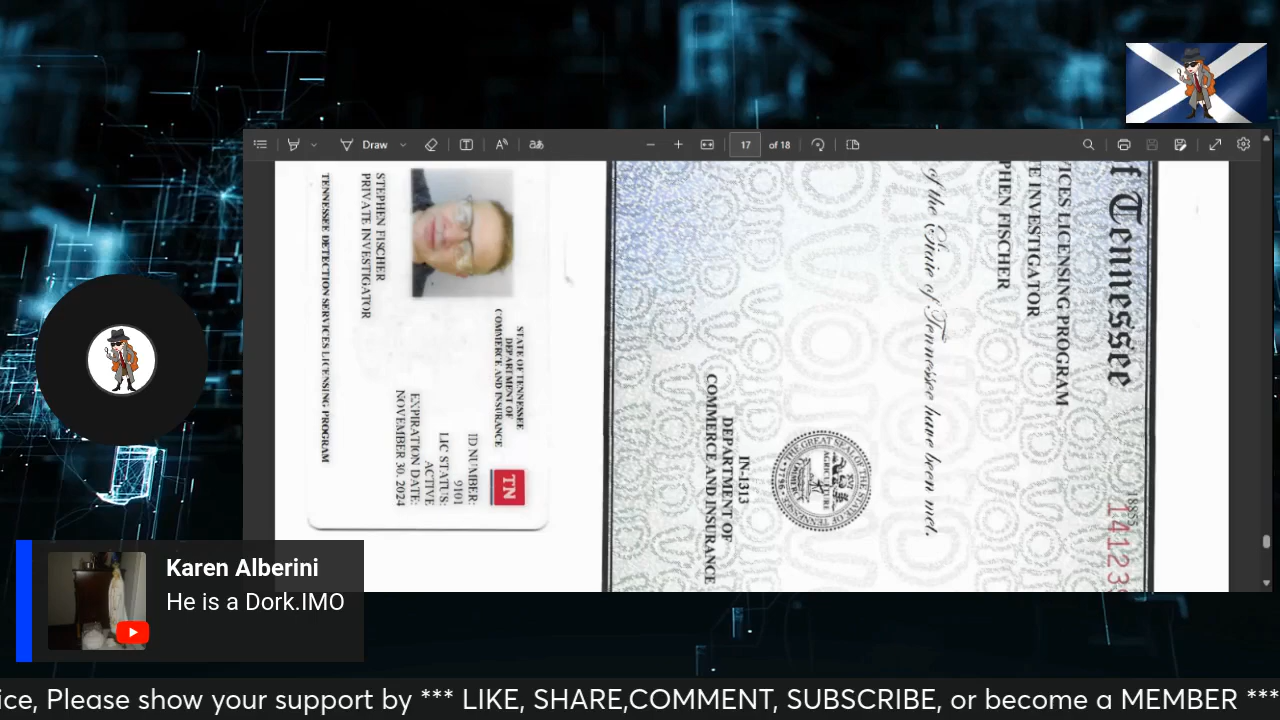 Draw
17
of 18
TENNESSEE DETECTION SERVICES LICENSING PROGRAM
STEPHEN FISCHER
PRIVATE INVESTIGATOR
STATE OF TENNESSEE
DEPARTMENT OF
COMMERCE AND INSURANCE
TN
ID NUMBER:
9101
LIC STATUS:
ACTIVE
EXPIRATION DATE:
NOVEMBER 30, 2024
f Tennessee
VICES LICENSING PROGRAM
E INVESTIGATOR
PHEN FISCHER
of the State of Tennessee have been met.
IN-1313
DEPARTMENT OF
COMMERCE AND INSURANCE
Karen Alberini
He is a Dork.IMO
ice, Please show your support by *** LIKE, SHARE,COMMENT, SUBSCRIBE, or become a MEMBER ***